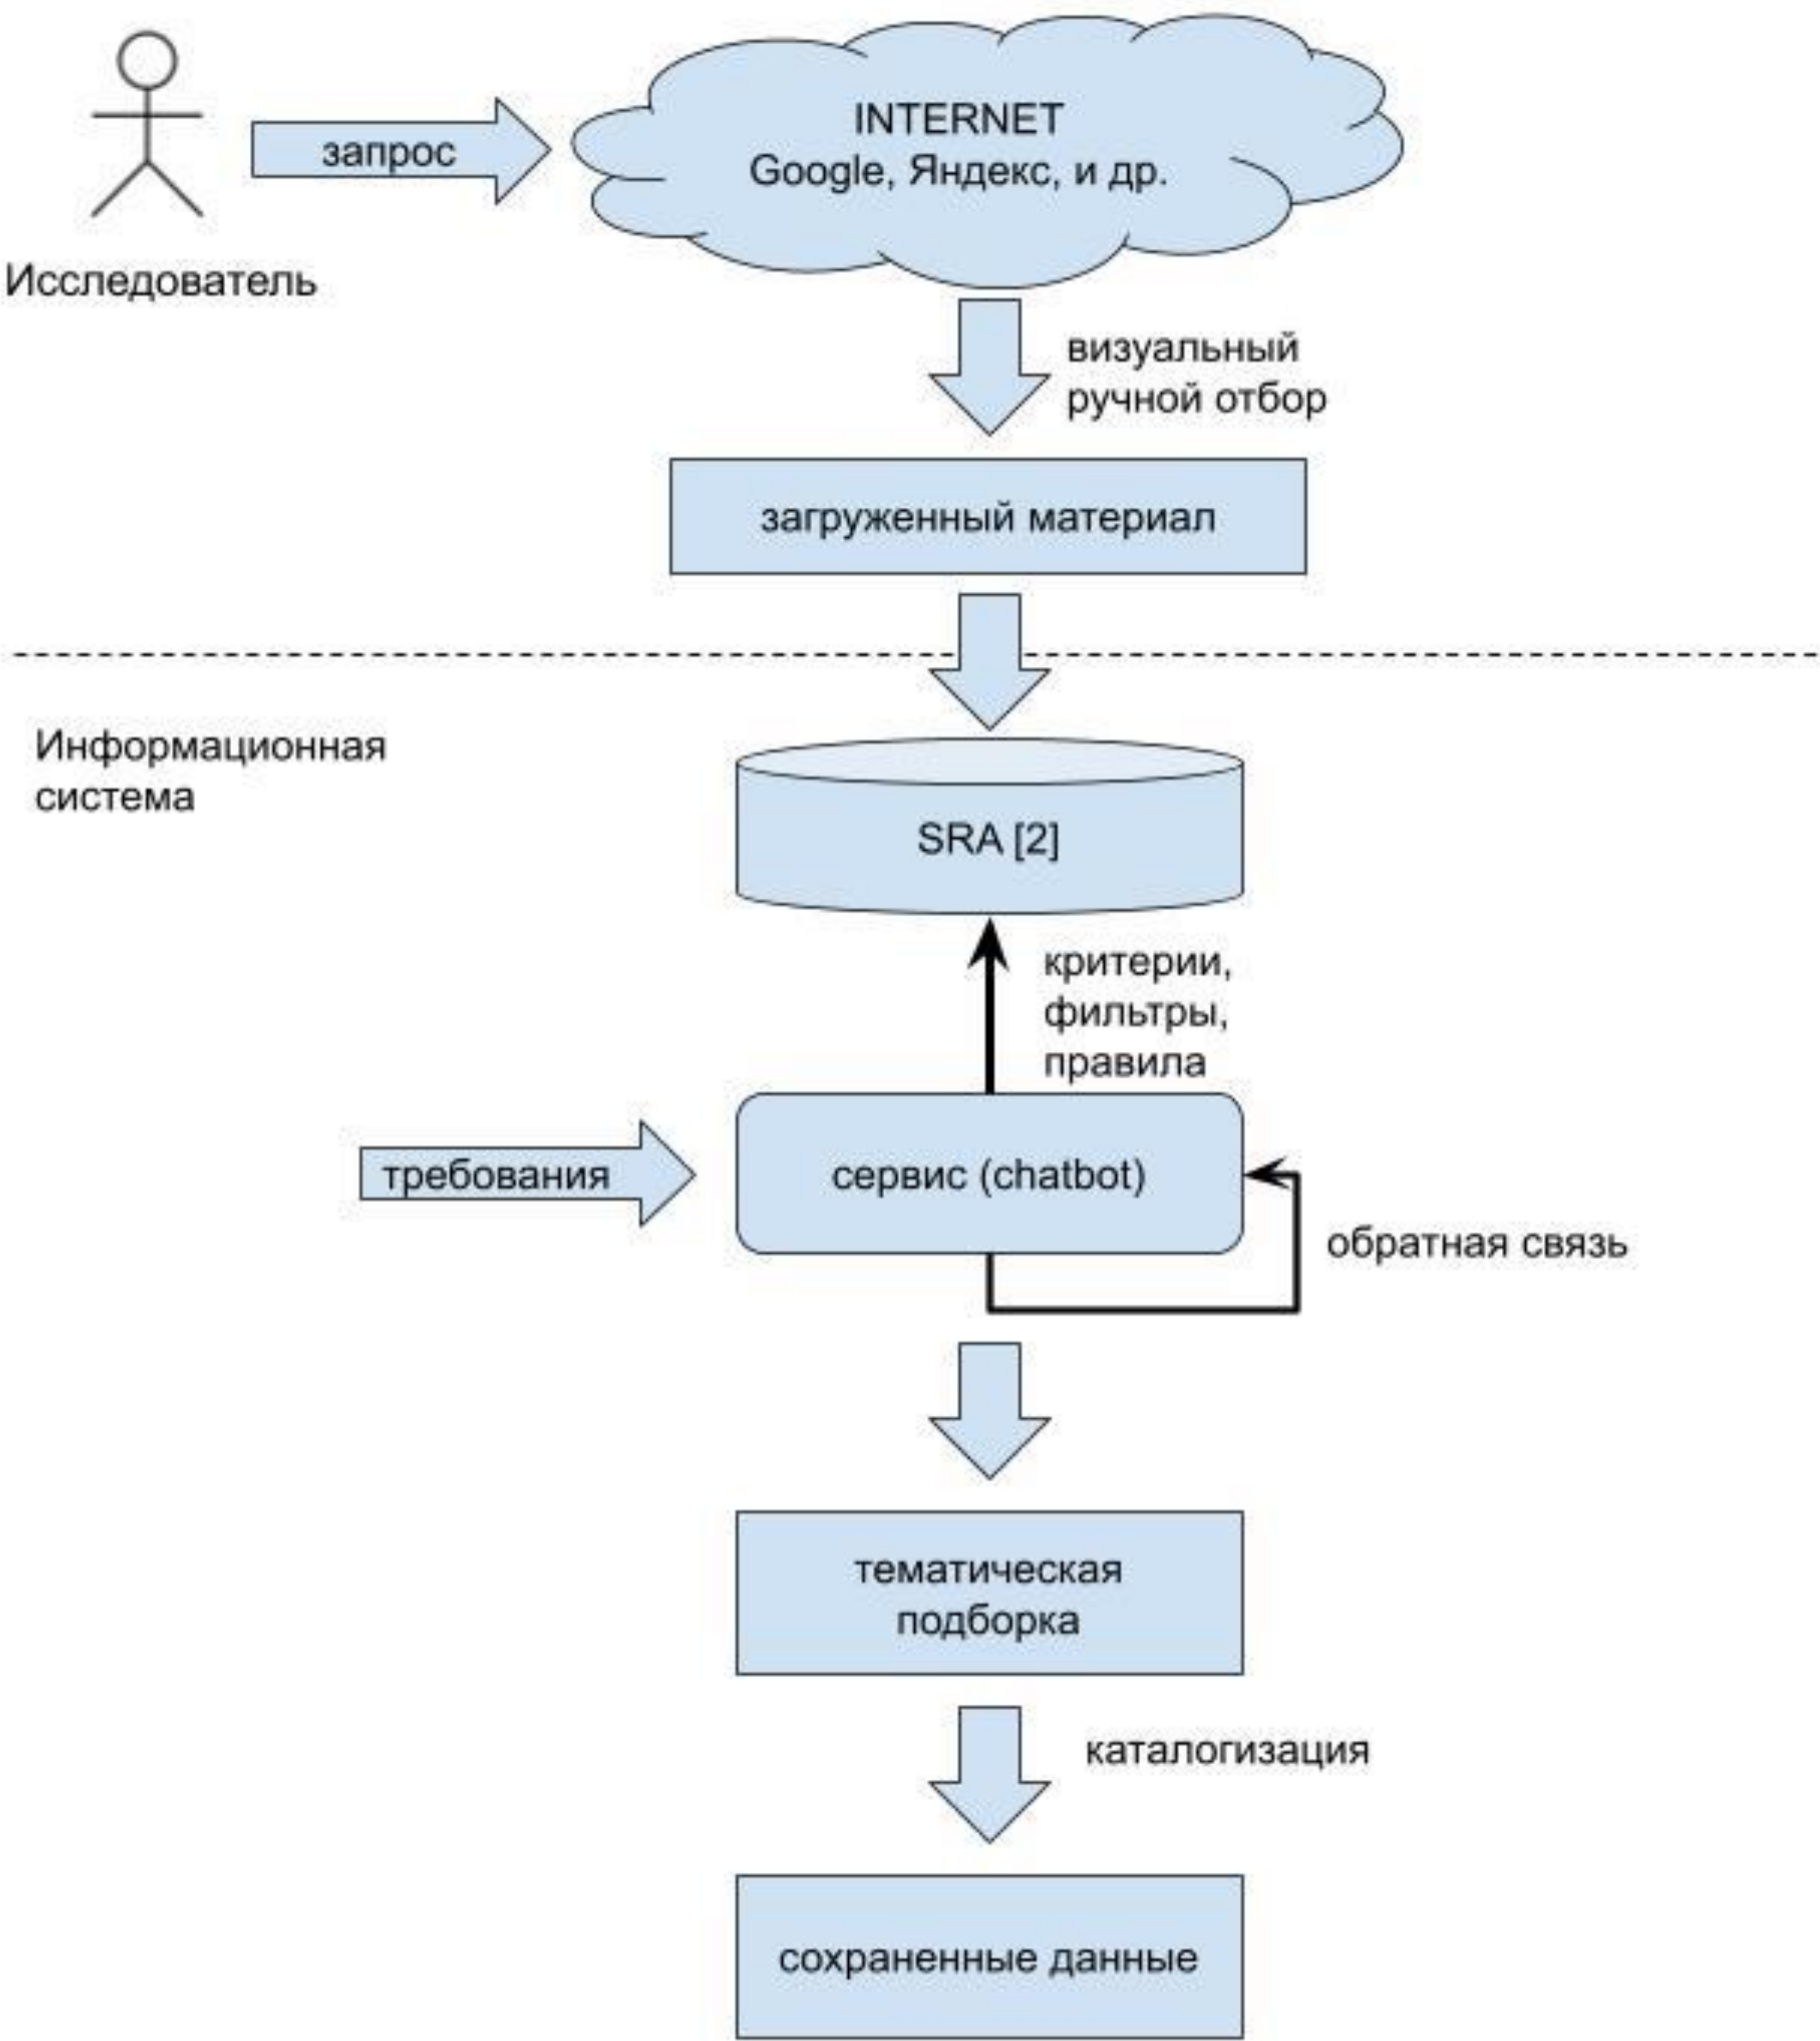 INTERNET
Google, Яндекс, и др.
запрос
Исследователь
визуальный
ручной отбор
загруженный материал
Информационная
система
SRA [2]
критерии,
фильтры,
правила
требования
сервис (chatbot)
обратная связь
тематическая
подборка
каталогизация
сохраненные данные